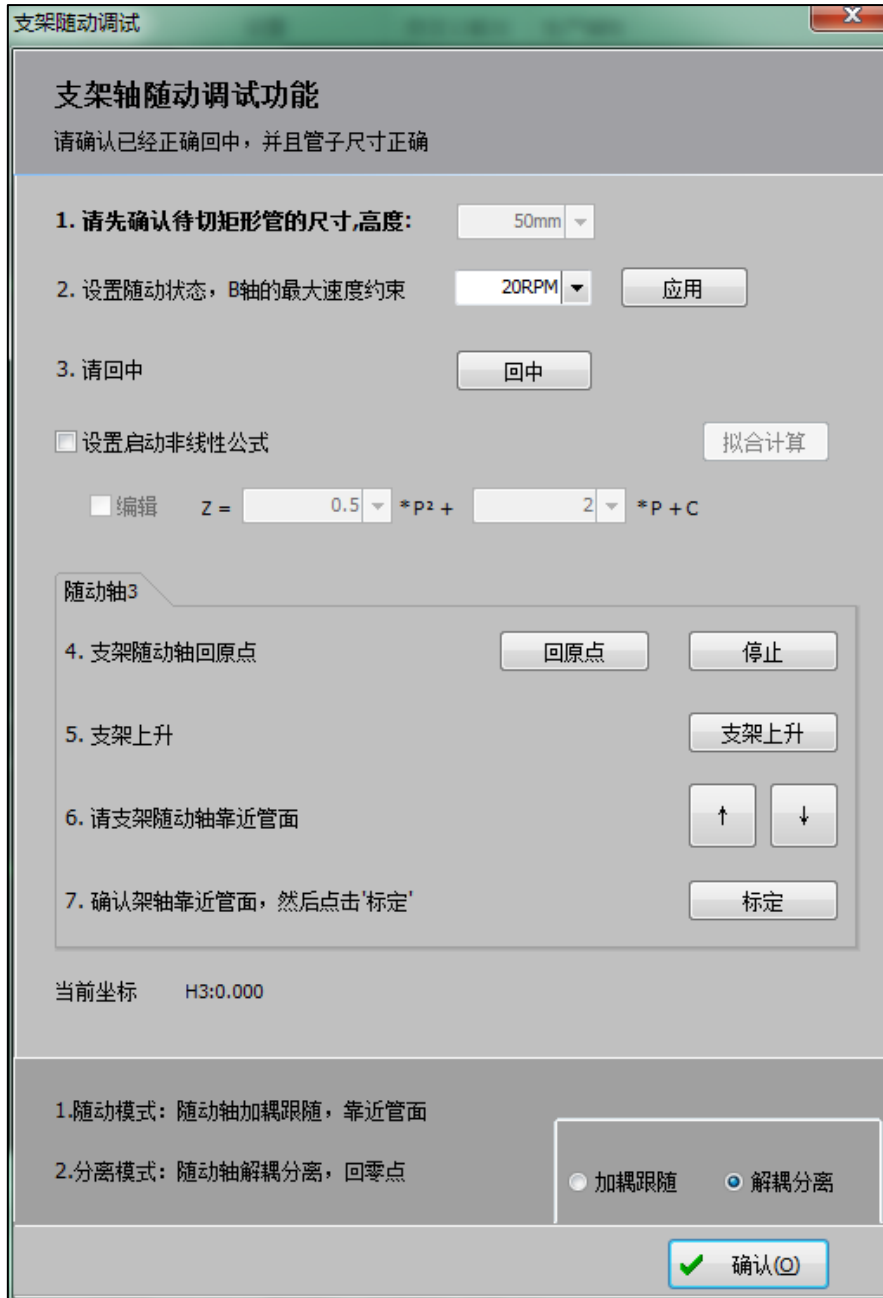 支架随动调试
支架轴随动调试功能
请确认已经正确回中，并且管子尺寸正确
1. 请先确认待切矩形管的尺寸,高度: 50mm
2. 设置随动状态，B轴的最大速度约束 20RPM 应用
3. 请回中 回中
设置启动非线性公式 拟合计算
编辑 Z = 0.5 *P² + 2 *P +C
随动轴3
4. 支架随动轴回原点 回原点 停止
5. 支架上升 支架上升
6. 请支架随动轴靠近管面 ↑ ↓
7. 确认架轴靠近管面，然后点击'标定' 标定
当前坐标 H3:0.000
1.随动模式：随动轴加耦跟随，靠近管面
2.分离模式：随动轴解耦分离，回零点
加耦跟随 解耦分离
确认(O)